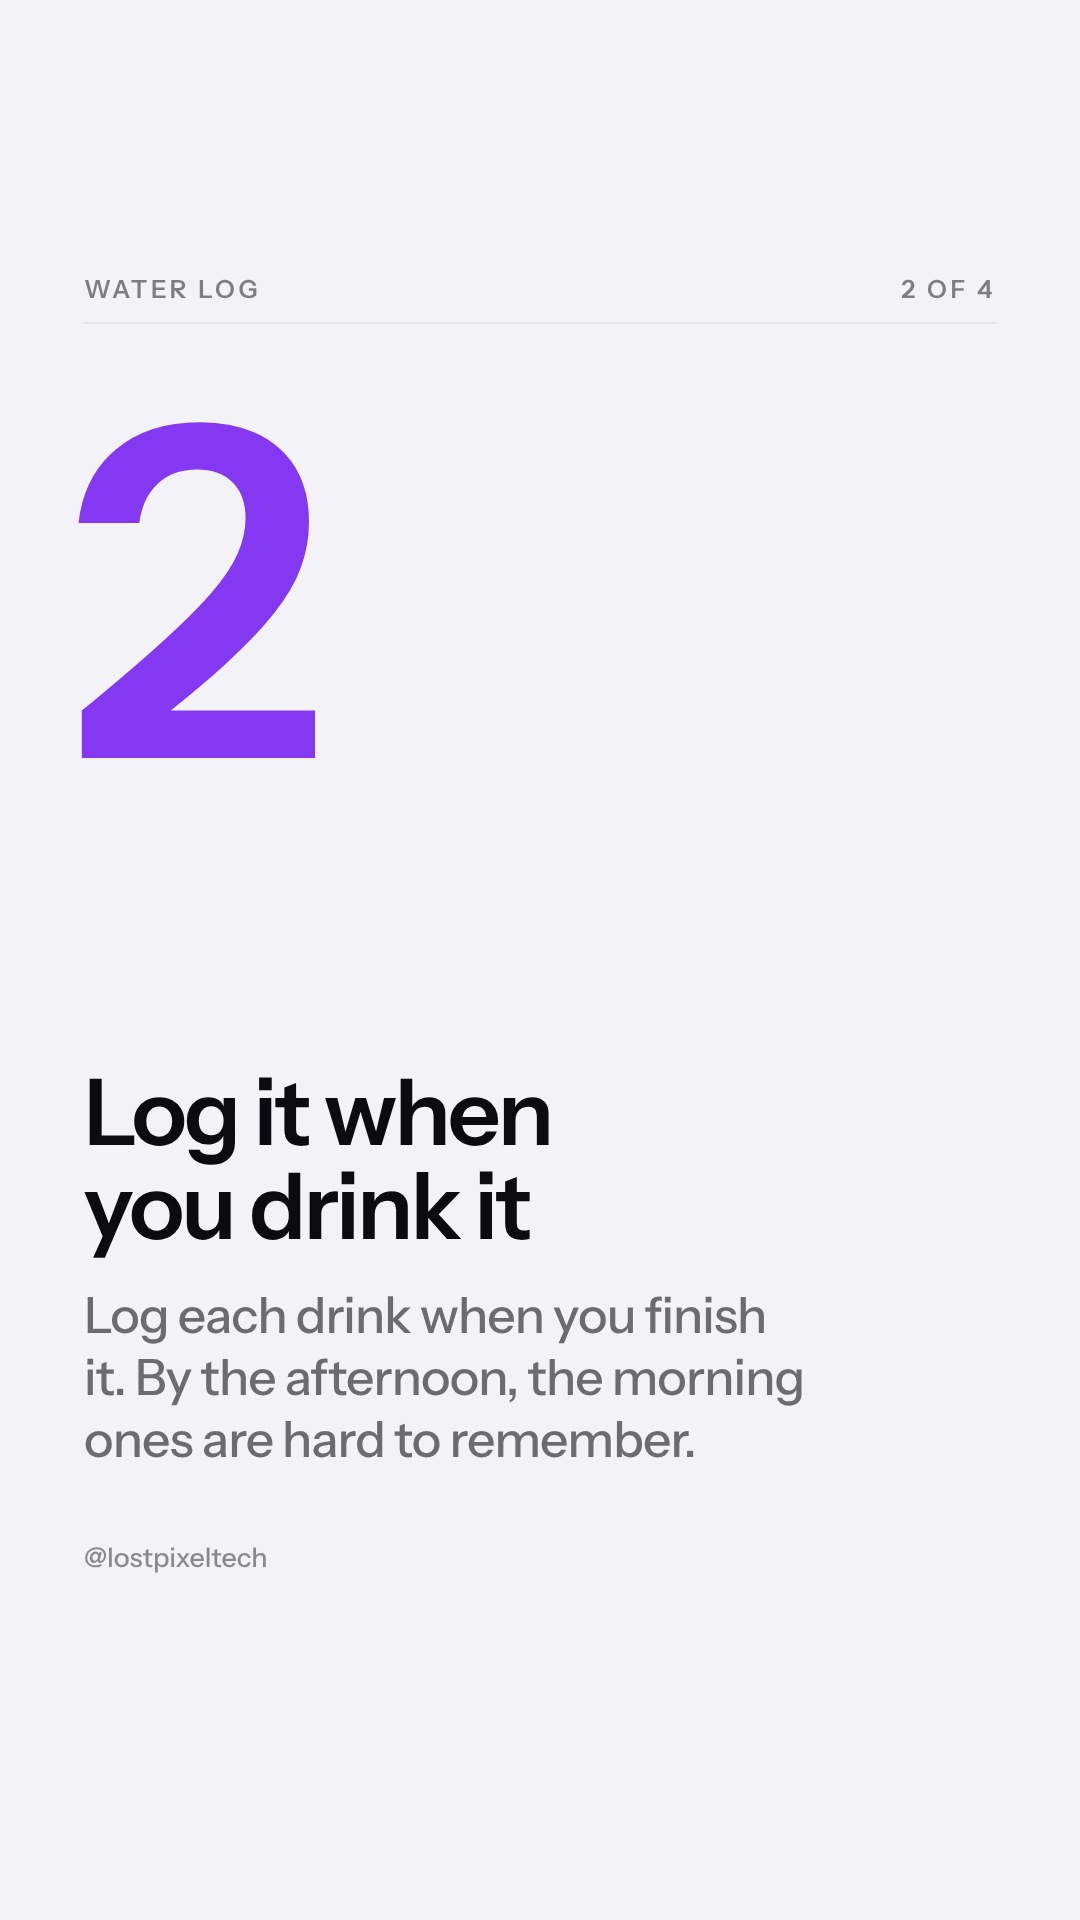 WATER LOG
2 OF 4
2
Log it when
you drink it
Log each drink when you finish
it. By the afternoon, the morning
ones are hard to remember.
@lostpixeltech